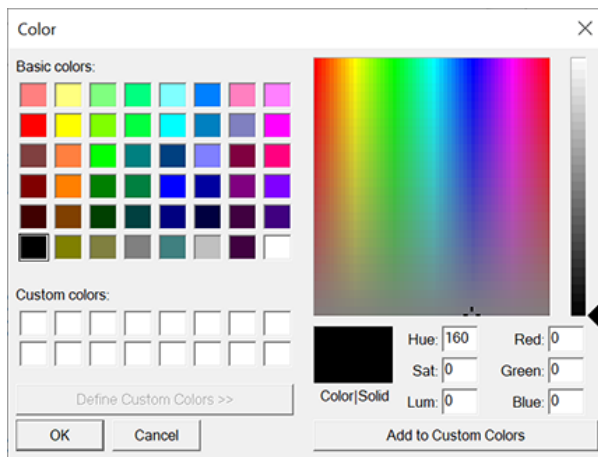 Color
Basic colors:
Custom colors:
Define Custom Colors >>
OK Cancel
Color|Solid
Hue: 160 Red: 0
Sat: 0 Green: 0
Lum: 0 Blue: 0
Add to Custom Colors